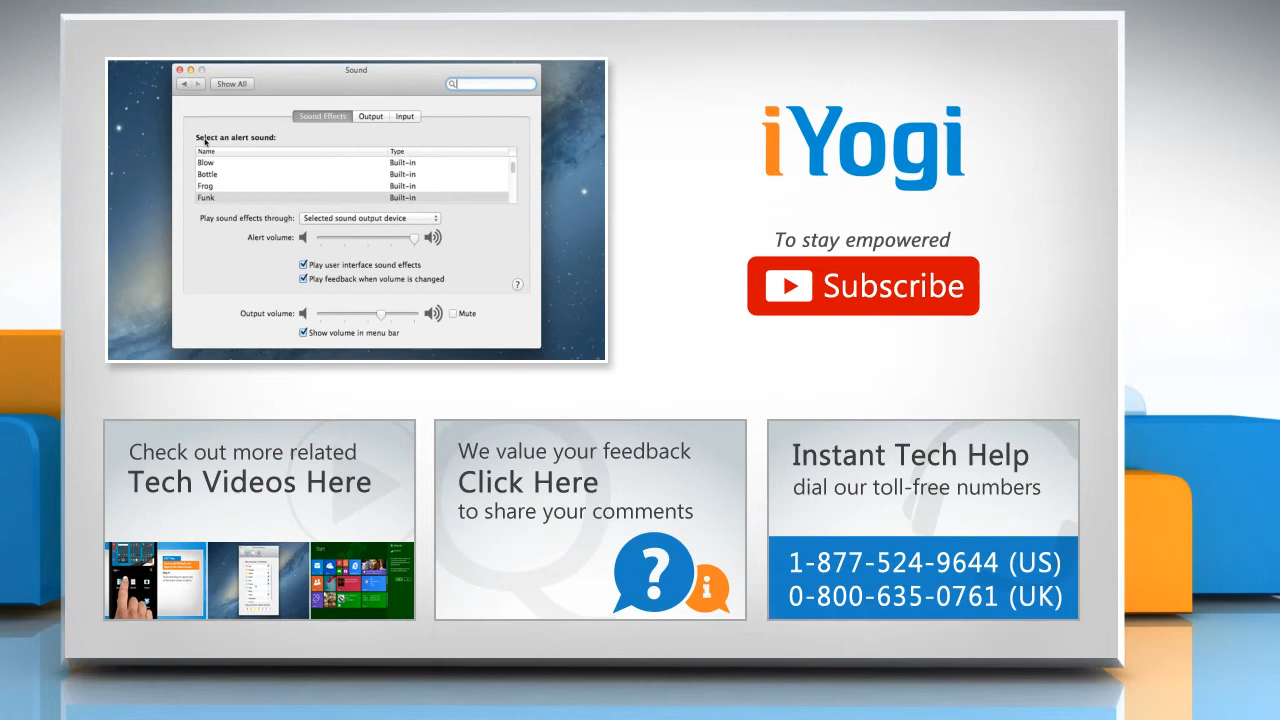 Sound
Show All
Sound Effects Output Input
Select an alert sound:
Name Type
Blow Built-in
Bottle Built-in
Frog Built-in
Funk Built-in
Play sound effects through: Selected sound output device
Alert volume:
Play user interface sound effects
Play feedback when volume is changed
?
Output volume: Mute
Show volume in menu bar
iYogi
To stay empowered
Subscribe
Check out more related
Tech Videos Here
We value your feedback
Click Here
to share your comments
?
i
Instant Tech Help
dial our toll-free numbers
1-877-524-9644 (US)
0-800-635-0761 (UK)